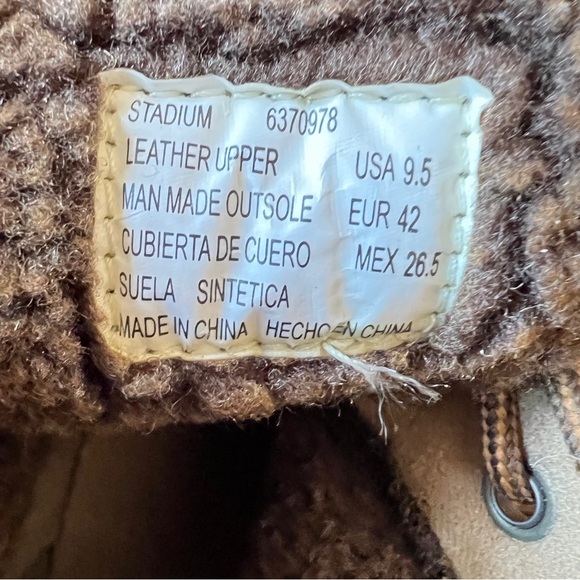 STADIUM 6370978
LEATHER UPPER USA 9.5
MAN MADE OUTSOLE EUR 42
CUBIERTA DE CUERO MEX 26.5
SUELA SINTETICA
MADE IN CHINA HECHO EN CHINA